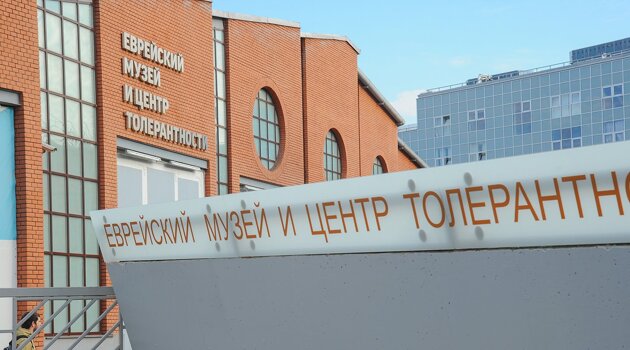 ЕВРЕЙСКИЙ
МУЗЕЙ
И ЦЕНТР
ТОЛЕРАНТНОСТИ
ЕВРЕЙСКИЙ МУЗЕЙ И ЦЕНТР ТОЛЕРАНТНО